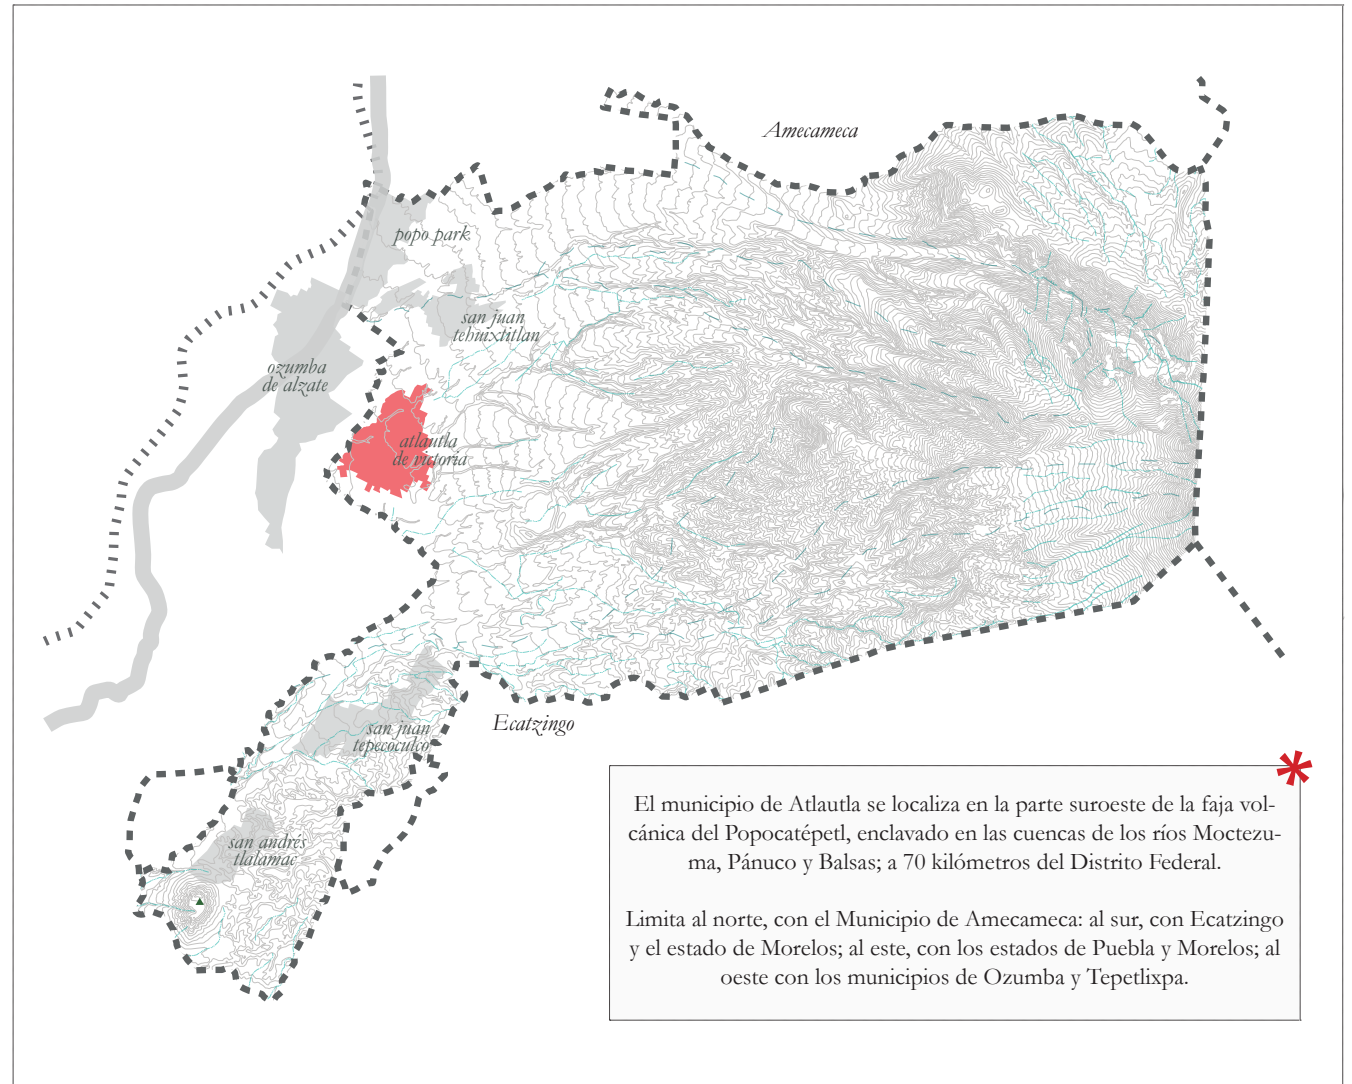 Amecameca
popo park
san juan
tehuixtitlan
ozumba
de alzate
atlautla
de victoria
Ecatzingo
san juan
tepecoculco
san andrés
tlalamac
El municipio de Atlautla se localiza en la parte suroeste de la faja vol-
cánica del Popocatépetl, enclavado en las cuencas de los ríos Moctezu-
ma, Pánuco y Balsas; a 70 kilómetros del Distrito Federal.
Limita al norte, con el Municipio de Amecameca: al sur, con Ecatzingo
y el estado de Morelos; al este, con los estados de Puebla y Morelos; al
oeste con los municipios de Ozumba y Tepetlixpa.